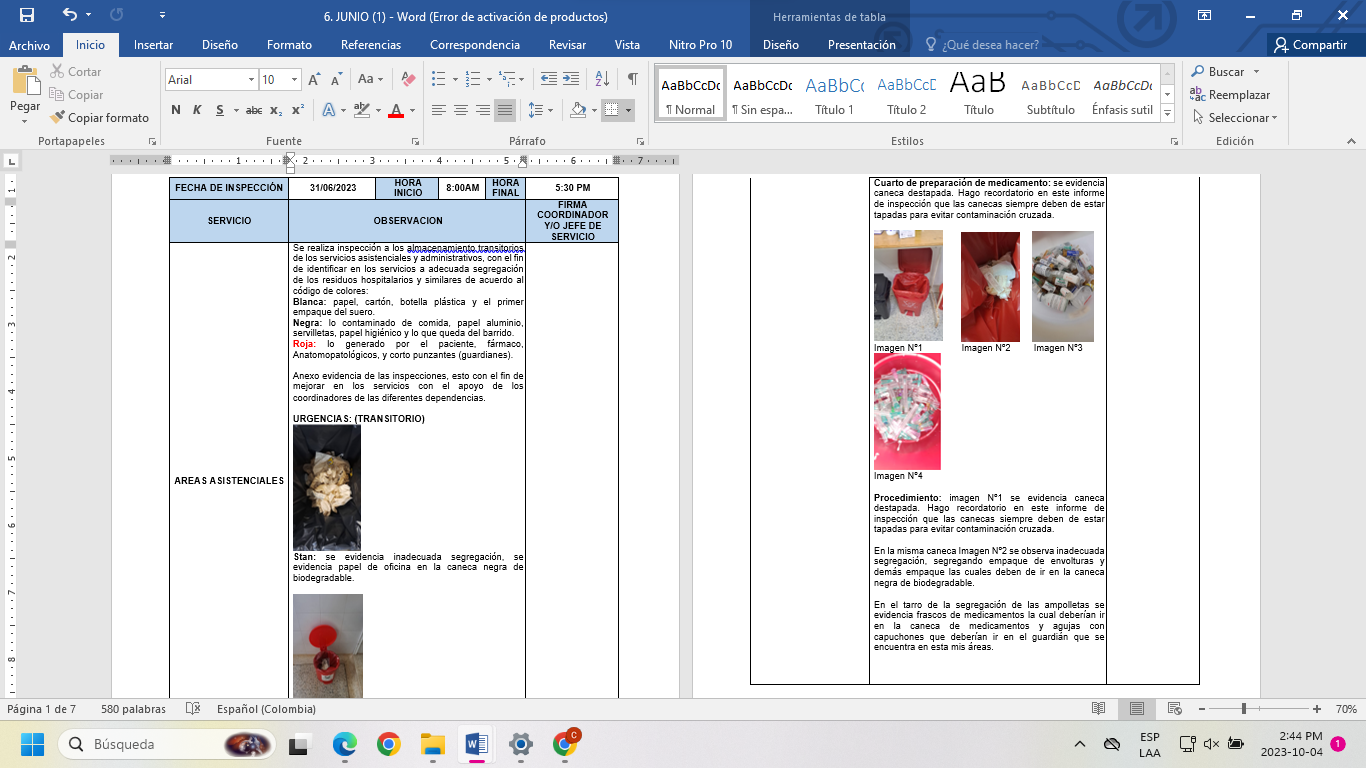 6. JUNIO (1) - Word (Error de activación de productos)
Herramientas de tabla
Archivo Inicio Insertar Diseño Formato Referencias Correspondencia Revisar Vista Nitro Pro 10 Diseño Presentación ¿Qué desea hacer? Compartir
Pegar
Cortar
Copiar
Copiar formato
Portapapeles
Arial 10
N K S abc x₂ x²
Fuente
Párrafo
AaBbCcDc AaBbCcDc AaBbCc AaBbCcD AaB AaBbCcD AaBbCcDc
¶ Normal ¶ Sin espa... Título 1 Título 2 Título Subtítulo Énfasis sutil
Estilos
Buscar
Reemplazar
Seleccionar
Edición
FECHA DE INSPECCIÓN 31/06/2023 HORA INICIO 8:00AM HORA FINAL 5:30 PM
SERVICIO OBSERVACION FIRMA COORDINADOR Y/O JEFE DE SERVICIO
AREAS ASISTENCIALES
Se realiza inspección a los almacenamiento transitorios
de los servicios asistenciales y administrativos, con el fin
de identificar en los servicios a adecuada segregación
de los residuos hospitalarios y similares de acuerdo al
código de colores:
Blanca: papel, cartón, botella plástica y el primer
empaque del suero.
Negra: lo contaminado de comida, papel aluminio,
servilletas, papel higiénico y lo que queda del barrido.
Roja: lo generado por el paciente, fármaco,
Anatomopatológicos, y corto punzantes (guardianes).
Anexo evidencia de las inspecciones, esto con el fin de
mejorar en los servicios con el apoyo de los
coordinadores de las diferentes dependencias.
URGENCIAS: (TRANSITORIO)
Stan: se evidencia inadecuada segregación, se
evidencia papel de oficina en la caneca negra de
biodegradable.
Cuarto de preparación de medicamento: se evidencia
caneca destapada. Hago recordatorio en este informe
de inspección que las canecas siempre deben de estar
tapadas para evitar contaminación cruzada.
Imagen N°1 Imagen N°2 Imagen N°3
Imagen N°4
Procedimiento: imagen N°1 se evidencia caneca
destapada. Hago recordatorio en este informe de
inspección que las canecas siempre deben de estar
tapadas para evitar contaminación cruzada.
En la misma caneca Imagen N°2 se observa inadecuada
segregación, segregando empaque de envolturas y
demás empaque las cuales deben de ir en la caneca
negra de biodegradable.
En el tarro de la segregación de las ampolletas se
evidencia frascos de medicamentos la cual deberían ir
en la caneca de medicamentos y agujas con
capuchones que deberían ir en el guardián que se
encuentra en esta mis áreas.
Página 1 de 7 580 palabras Español (Colombia) 70%
Búsqueda
ESP
LAA
2:44 PM
2023-10-04
1